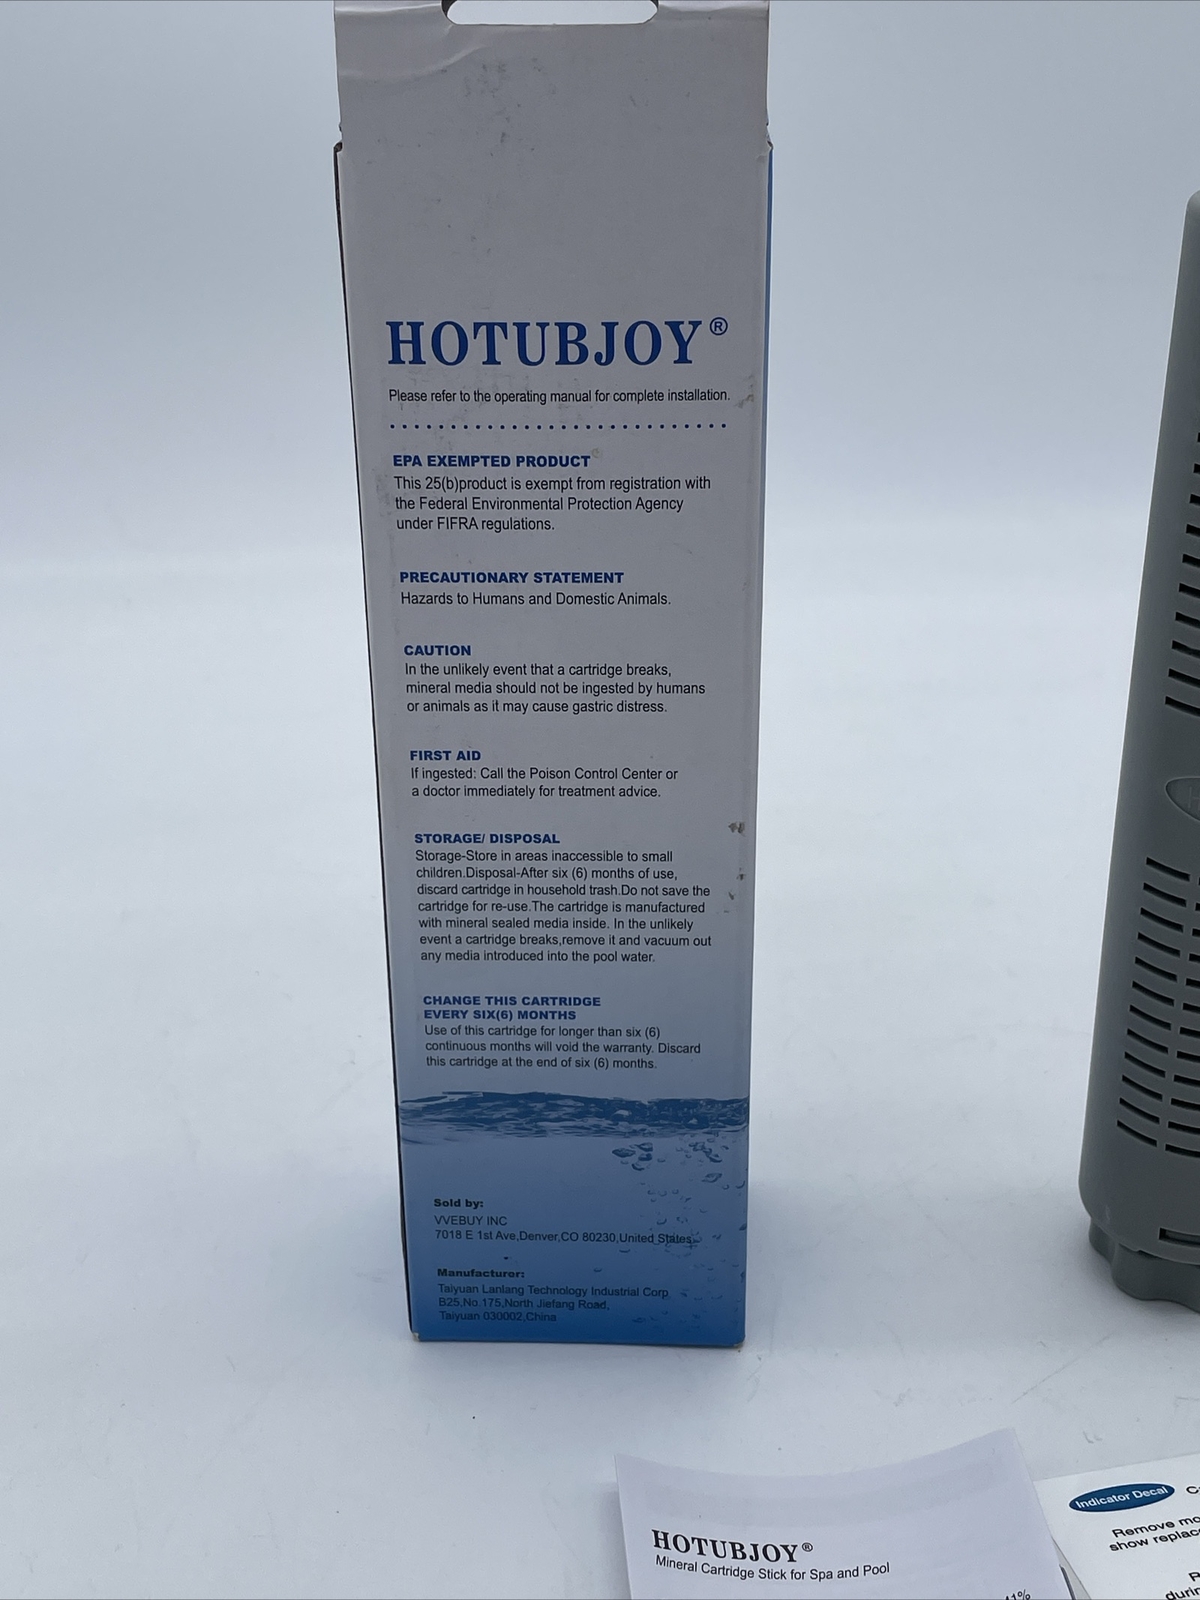 HOTUBJOY®
Please refer to the operating manual for complete installation.
EPA EXEMPTED PRODUCT
This 25(b)product is exempt from registration with
the Federal Environmental Protection Agency
under FIFRA regulations.
PRECAUTIONARY STATEMENT
Hazards to Humans and Domestic Animals.
CAUTION
In the unlikely event that a cartridge breaks,
mineral media should not be ingested by humans
or animals as it may cause gastric distress.
FIRST AID
If ingested: Call the Poison Control Center or
a doctor immediately for treatment advice.
STORAGE/ DISPOSAL
Storage-Store in areas inaccessible to small
children.Disposal-After six (6) months of use,
discard cartridge in household trash.Do not save the
cartridge for re-use.The cartridge is manufactured
with mineral sealed media inside. In the unlikely
event a cartridge breaks,remove it and vacuum out
any media introduced into the pool water.
CHANGE THIS CARTRIDGE
EVERY SIX(6) MONTHS
Use of this cartridge for longer than six (6)
continuous months will void the warranty. Discard
this cartridge at the end of six (6) months.
Sold by:
VVEBUY INC
7018 E 1st Ave,Denver,CO 80230,United States
Manufacturer:
Taiyuan Lanlang Technology Industrial Corp
B25,No.175,North Jiefang Road,
Taiyuan 030002,China
HOTUBJOY®
Mineral Cartridge Stick for Spa and Pool
Indicator Decal
Remove
show